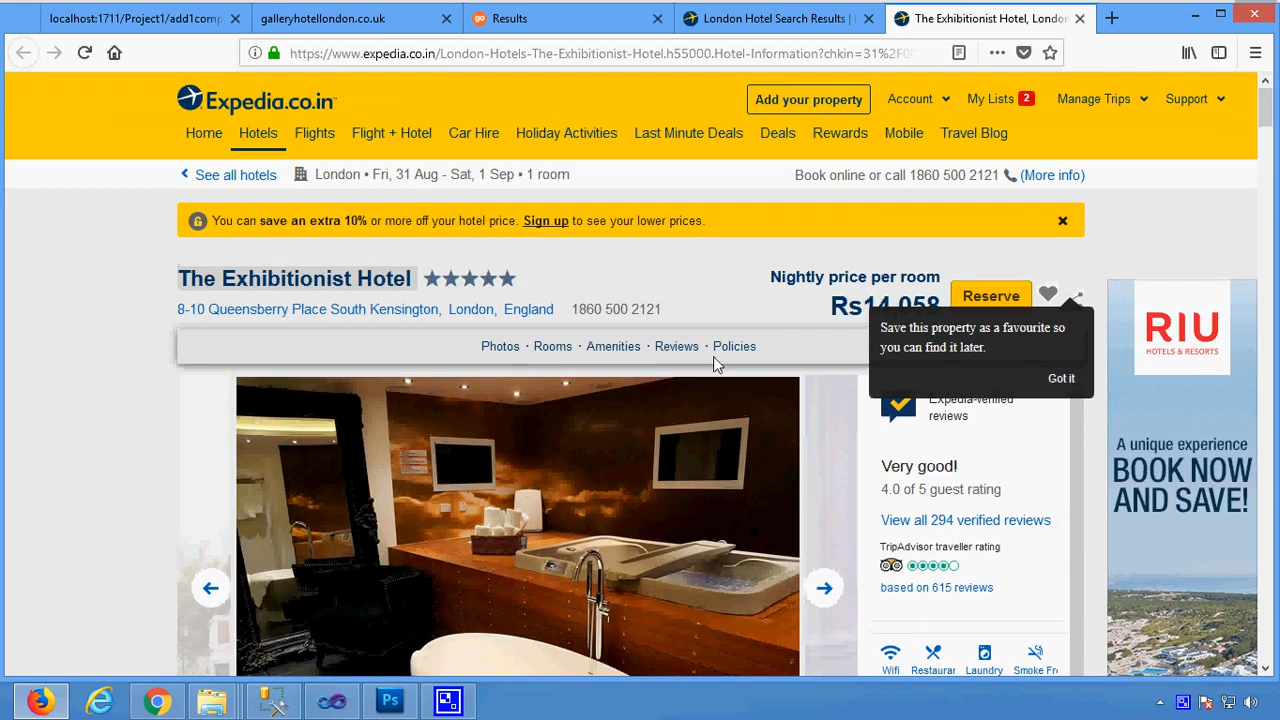 localhost:1711/Project1/add1comp
galleryhotellondon.co.uk
go Results
London Hotel Search Results |
The Exhibitionist Hotel, London
https://www.expedia.co.in/London-Hotels-The-Exhibitionist-Hotel.h55000.Hotel-Information?chkin=31%2F
Expedia.co.in
Add your property
Account
My Lists 2
Manage Trips
Support
Home Hotels Flights Flight + Hotel Car Hire Holiday Activities Last Minute Deals Deals Rewards Mobile Travel Blog
See all hotels
London • Fri, 31 Aug - Sat, 1 Sep • 1 room
Book online or call 1860 500 2121 (More info)
You can save an extra 10% or more off your hotel price. Sign up to see your lower prices.
The Exhibitionist Hotel
8-10 Queensberry Place South Kensington, London, England 1860 500 2121
Nightly price per room
Rs14,058
Reserve
Save this property as a favourite so
you can find it later.
Got it
Photos · Rooms · Amenities · Reviews · Policies
Expedia-verified
reviews
Very good!
4.0 of 5 guest rating
View all 294 verified reviews
TripAdvisor traveller rating
based on 615 reviews
Wifi
Restaurar
Laundry
Smoke Fre
RIU
HOTELS & RESORTS
A unique experience
BOOK NOW
AND SAVE!
Ps